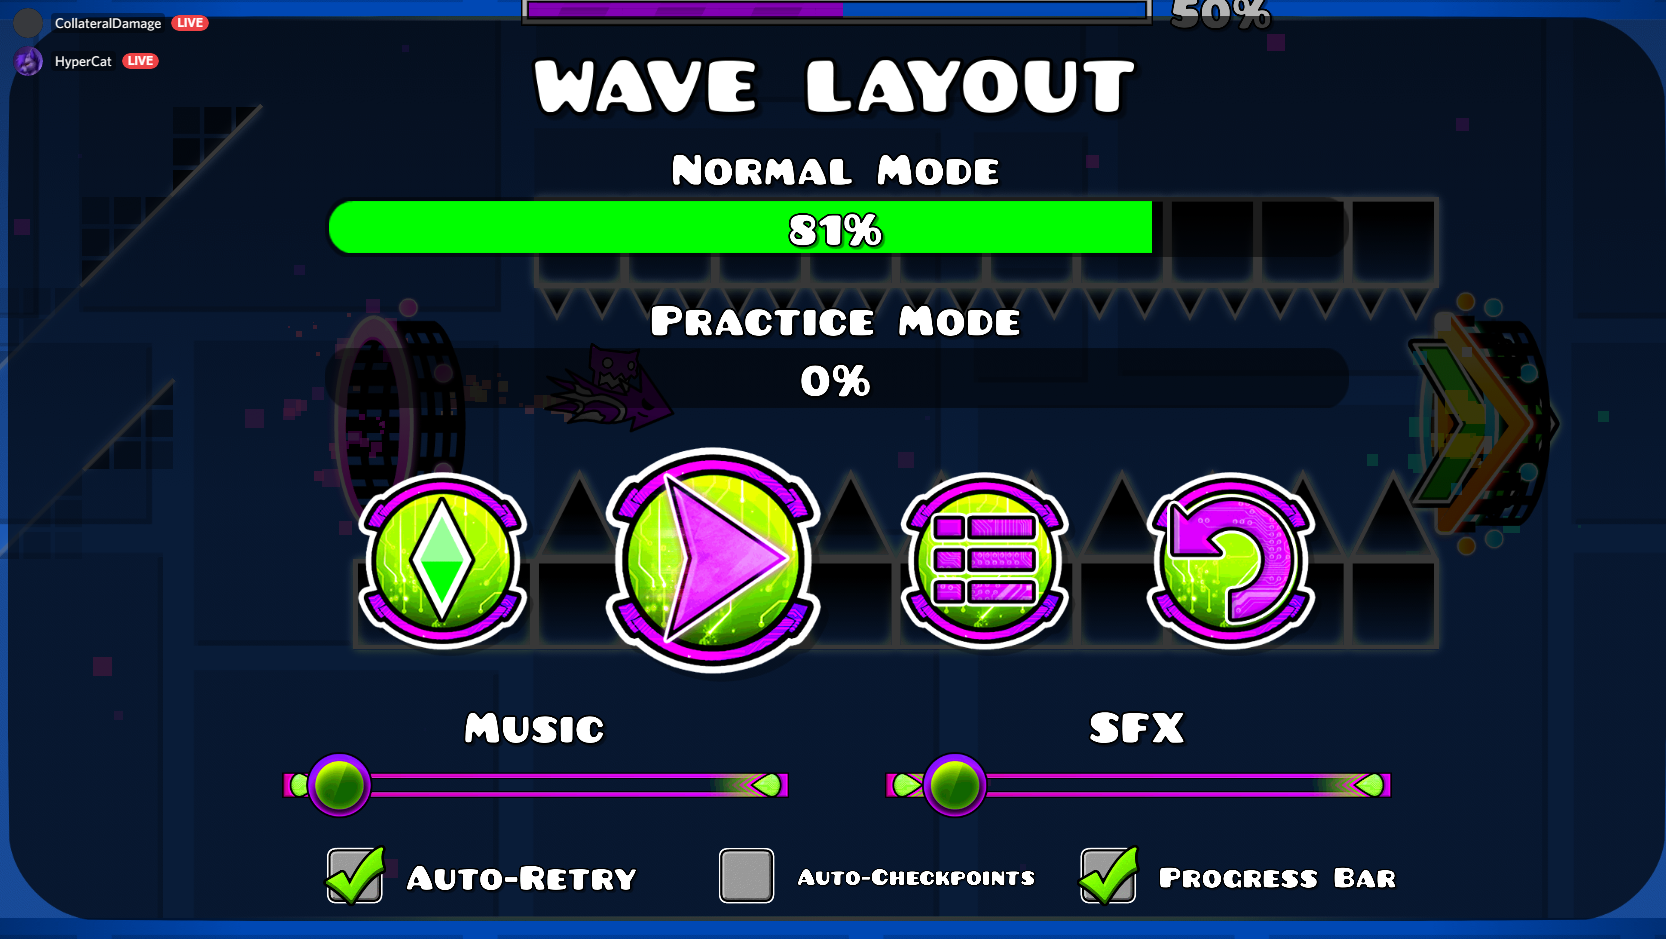 CollateralDamage LIVE
50%
HyperCat LIVE
WAVE LAYOUT
NORMAL MODE
81%
PRACTICE MODE
0%
MUSIC
SFX
AUTO-RETRY
AUTO-CHECKPOINTS
PROGRESS BAR